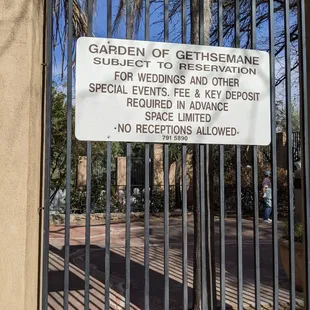 GARDEN OF GETHSEMANE
SUBJECT TO RESERVATION
FOR WEDDINGS AND OTHER
SPECIAL EVENTS. FEE & KEY DEPOSIT
REQUIRED IN ADVANCE
SPACE LIMITED
·NO RECEPTIONS ALLOWED·
791 5890